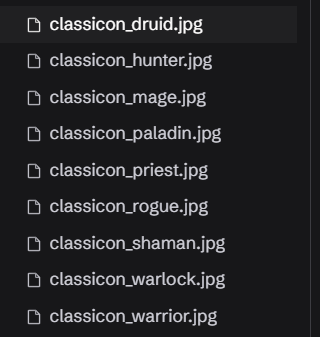 classicon_druid.jpg
classicon_hunter.jpg
classicon_mage.jpg
classicon_paladin.jpg
classicon_priest.jpg
classicon_rogue.jpg
classicon_shaman.jpg
classicon_warlock.jpg
classicon_warrior.jpg